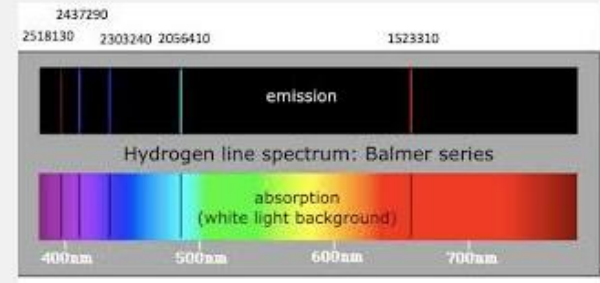 2437290
2518130 2303240 2056410 1523310
emission
Hydrogen line spectrum: Balmer series
absorption
(white light background)
400nm 500nm 600nm 700nm